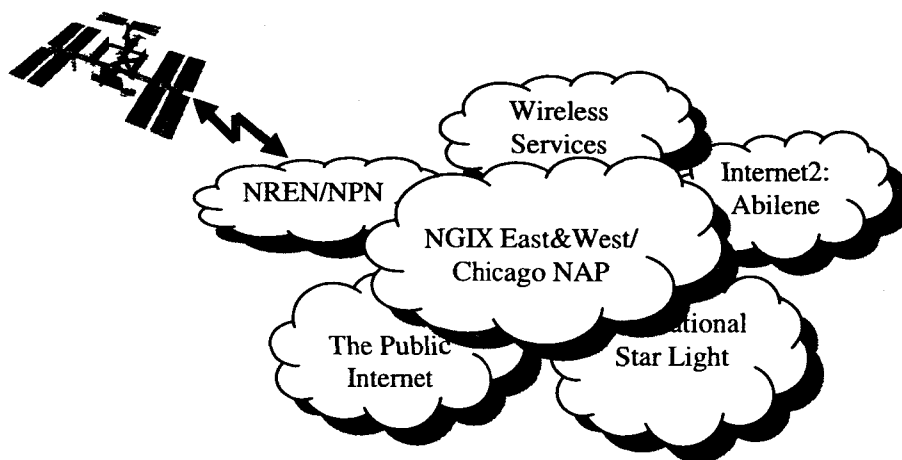 Wireless
Services
NREN/NPN
Internet2:
Abilene
NGIX East&West/
Chicago NAP
The Public
Internet
Star Light